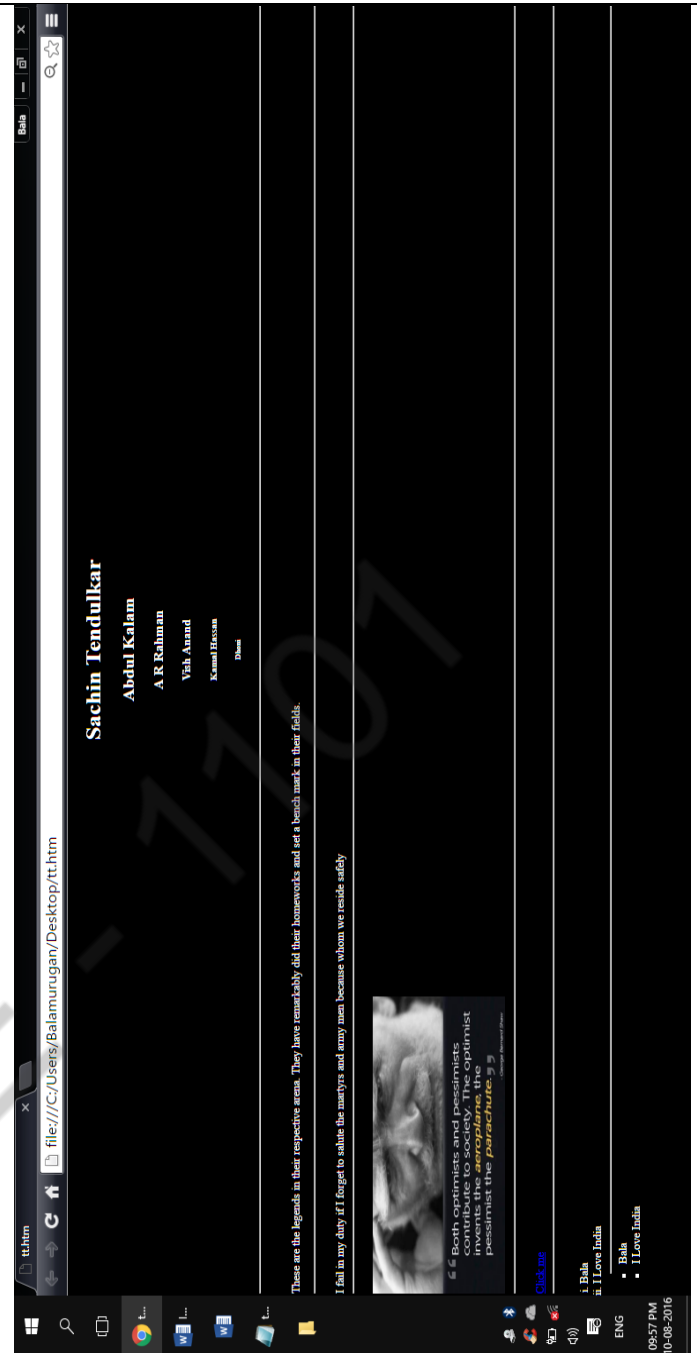 tt.htm
Bala
file:///C:/Users/Balamurugan/Desktop/tt.htm
Sachin Tendulkar
Abdul Kalam
A R Rahman
Vish Anand
Kamal Hassan
Dhoni
These are the legends in their respective arena. They have remarkably did their homeworks and set a bench mark in their fields.
I fail in my duty if I forget to salute the martyrs and army men because whom we reside safely
“Both optimists and pessimists
contribute to society. The optimist
invents the aeroplane, the
pessimist the parachute.”
- George Bernard Shaw
Click me
i. Bala
ii. I Love India
▪ Bala
▪ I Love India
t...
t...
t...
ENG
09:57 PM
10-08-2016
- 1101